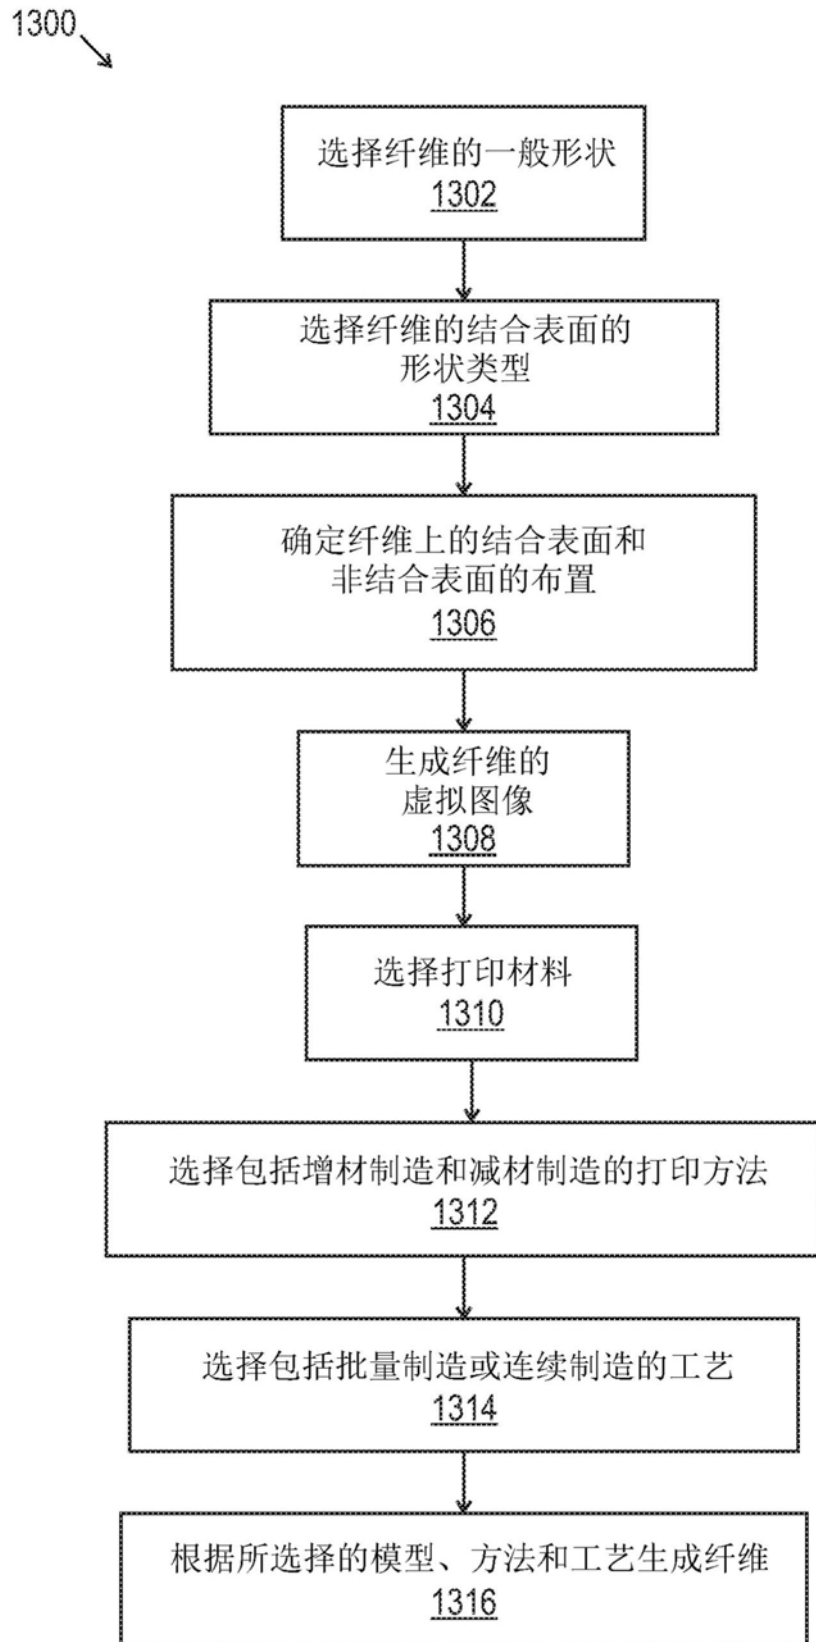 1300
选择纤维的一般形状
1302
选择纤维的结合表面的
形状类型
1304
确定纤维上的结合表面和
非结合表面的布置
1306
生成纤维的
虚拟图像
1308
选择打印材料
1310
选择包括增材制造和减材制造的打印方法
1312
选择包括批量制造或连续制造的工艺
1314
根据所选择的模型、方法和工艺生成纤维
1316